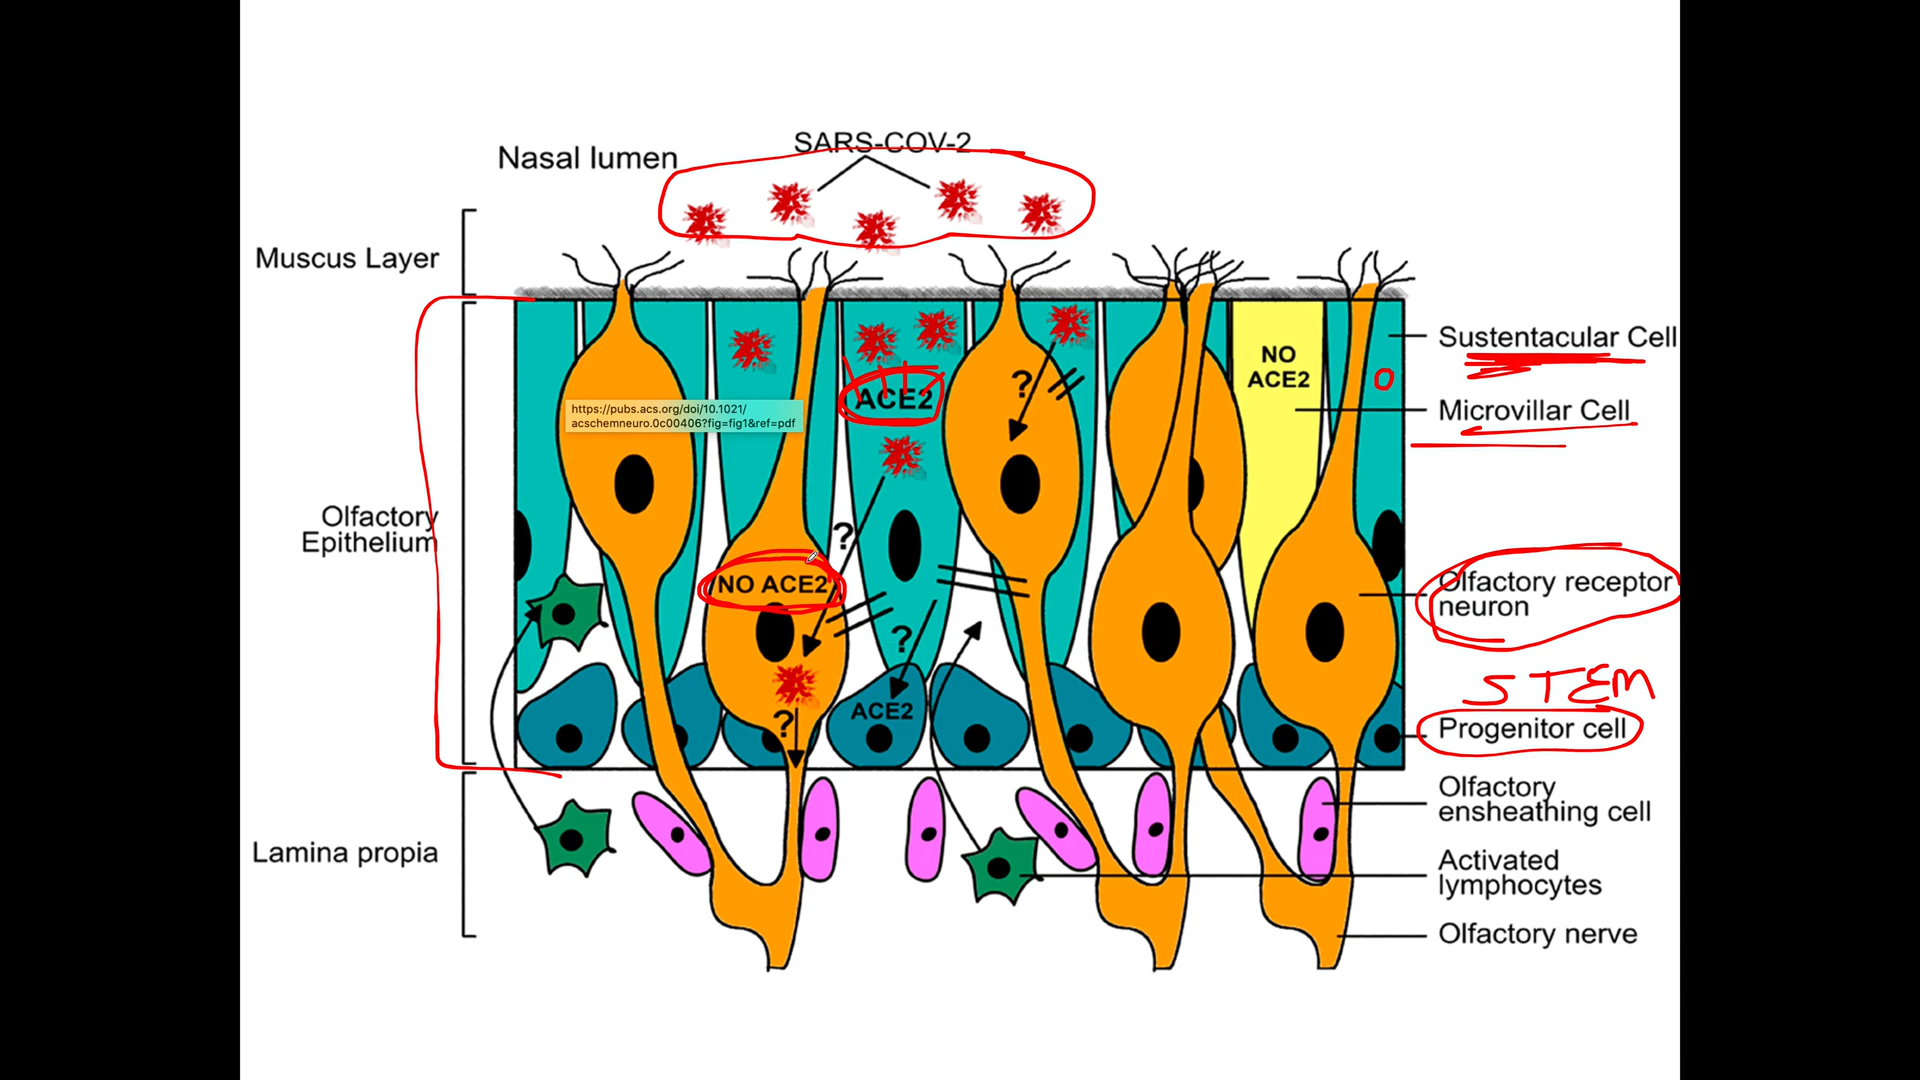 SARS-COV-2
Nasal lumen
Muscus Layer
Sustentacular Cell
NO
ACE2
Microvillar Cell
?
ACE2
https://pubs.acs.org/doi/10.1021/
acschemneuro.0c00406?fig=fig1&ref=pdf
Olfactory
Epithelium
?
NO ACE2
Olfactory receptor
neuron
?
STEM
ACE2
?
Progenitor cell
Olfactory
ensheathing cell
Lamina propia
Activated
lymphocytes
Olfactory nerve